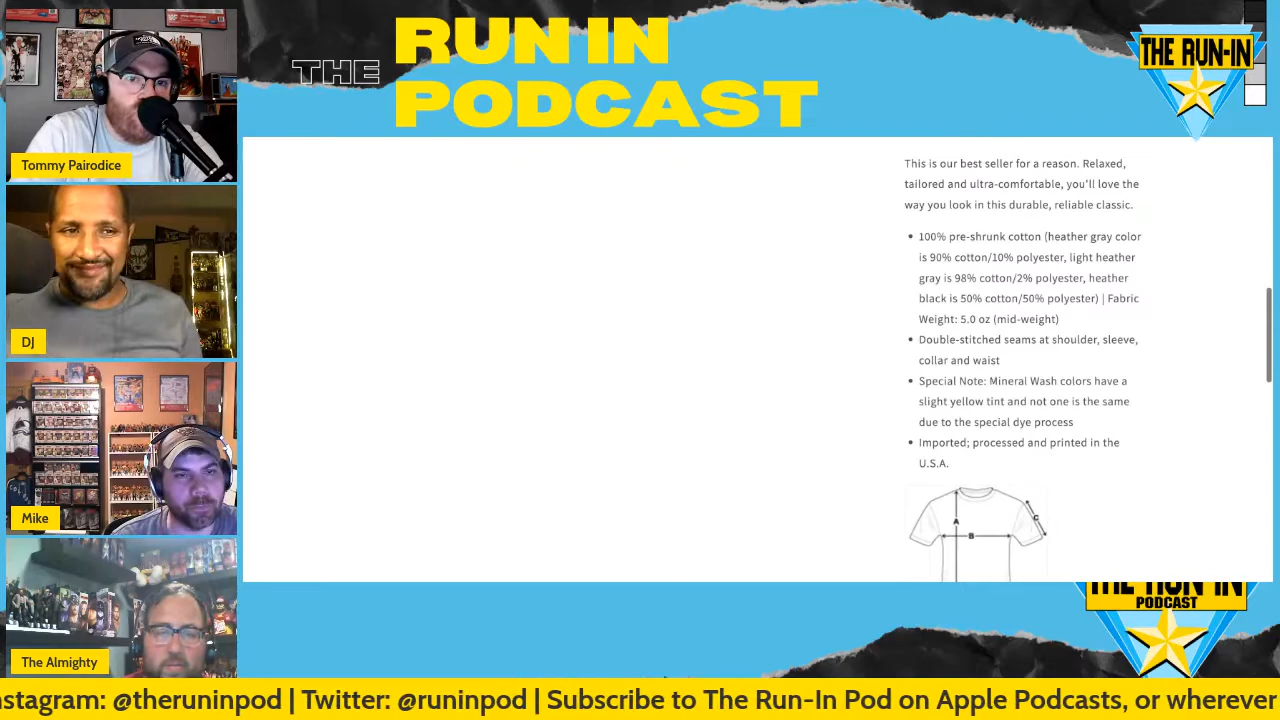 THE
RUN IN
PODCAST
THE RUN-IN
Tommy Pairodice
DJ
Mike
The Almighty
This is our best seller for a reason. Relaxed,
tailored and ultra-comfortable, you'll love the
way you look in this durable, reliable classic.
• 100% pre-shrunk cotton (heather gray color
is 90% cotton/10% polyester, light heather
gray is 98% cotton/2% polyester, heather
black is 50% cotton/50% polyester) | Fabric
Weight: 5.0 oz (mid-weight)
• Double-stitched seams at shoulder, sleeve,
collar and waist
• Special Note: Mineral Wash colors have a
slight yellow tint and not one is the same
due to the special dye process
• Imported; processed and printed in the
U.S.A.
A
B
C
THE RUN-IN
PODCAST
nstagram: @theruninpod | Twitter: @runinpod | Subscribe to The Run-In Pod on Apple Podcasts, or wherever